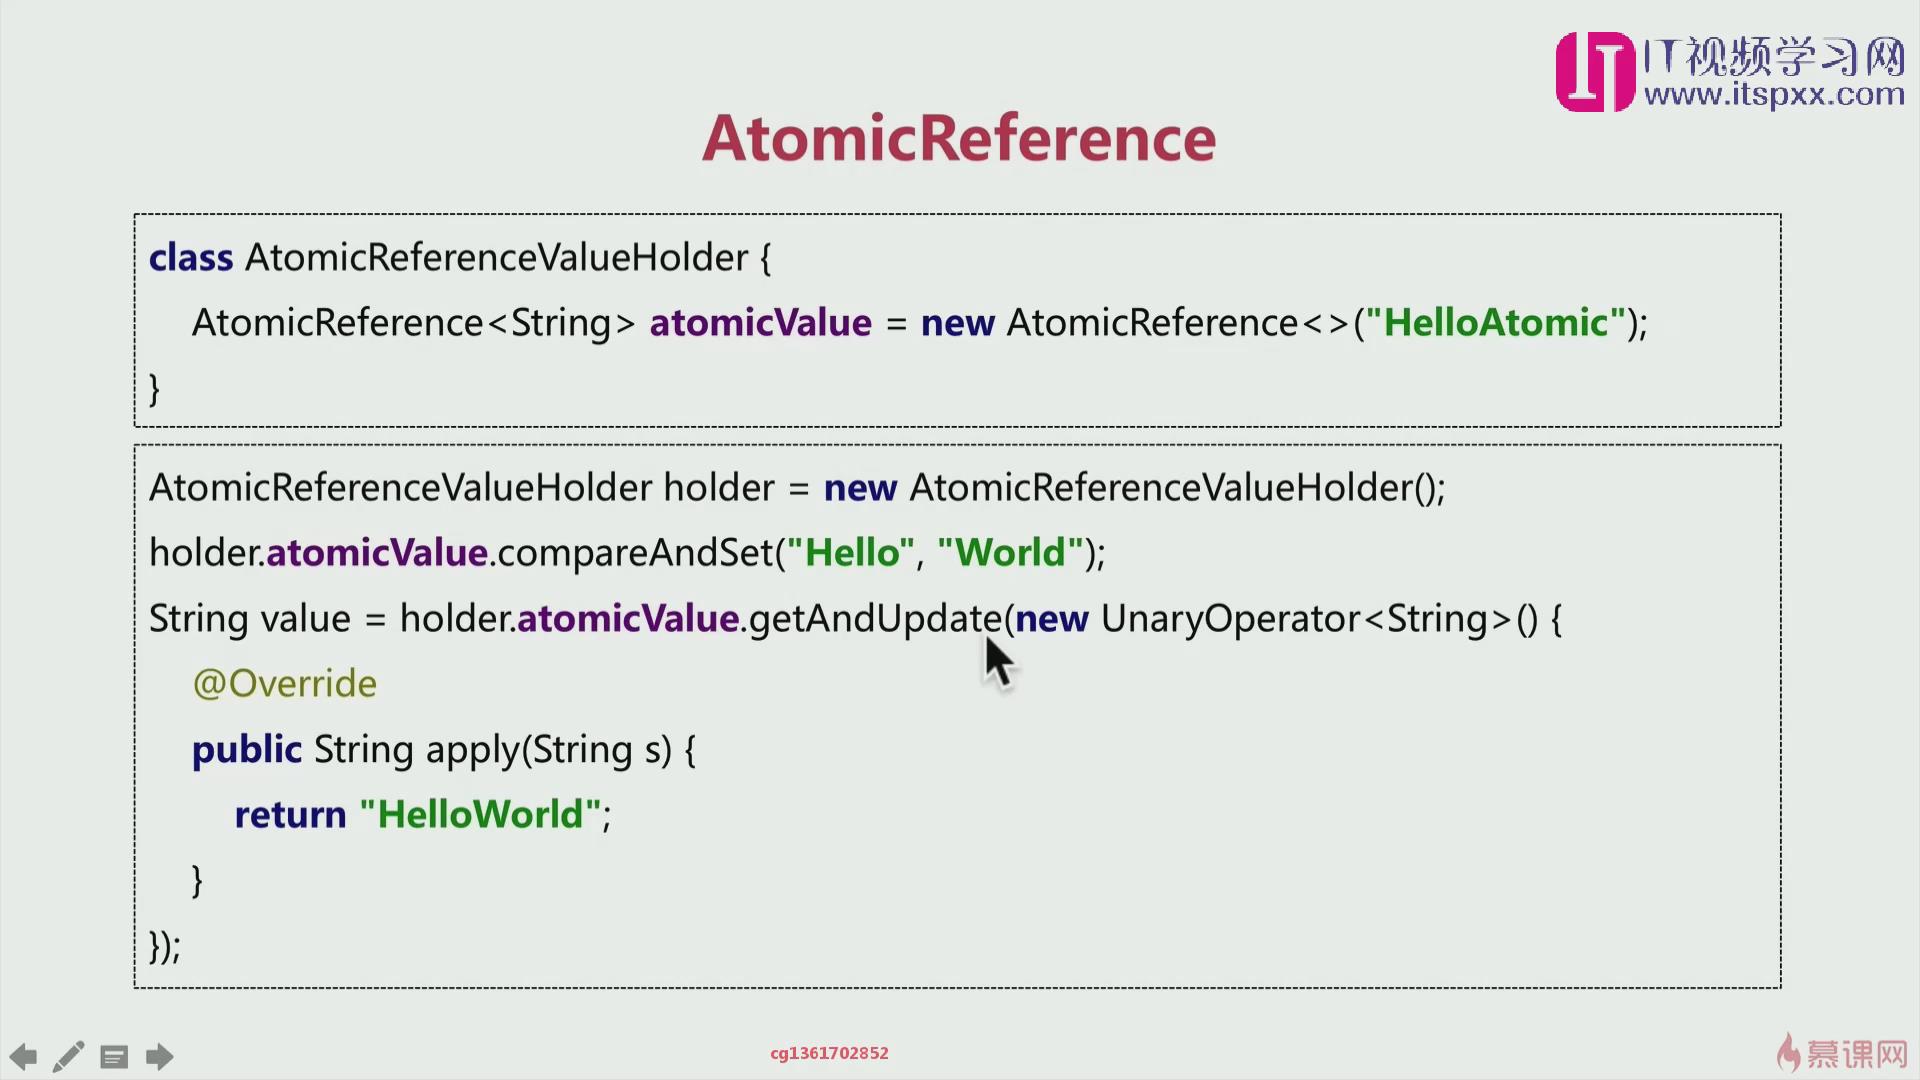 IT视频学习网
www.itspxx.com
AtomicReference
class AtomicReferenceValueHolder {
AtomicReference<String> atomicValue = new AtomicReference<>("HelloAtomic");
}
AtomicReferenceValueHolder holder = new AtomicReferenceValueHolder();
holder.atomicValue.compareAndSet("Hello", "World");
String value = holder.atomicValue.getAndUpdate(new UnaryOperator<String>() {
@Override
public String apply(String s) {
return "HelloWorld";
}
});
cg1361702852
慕课网